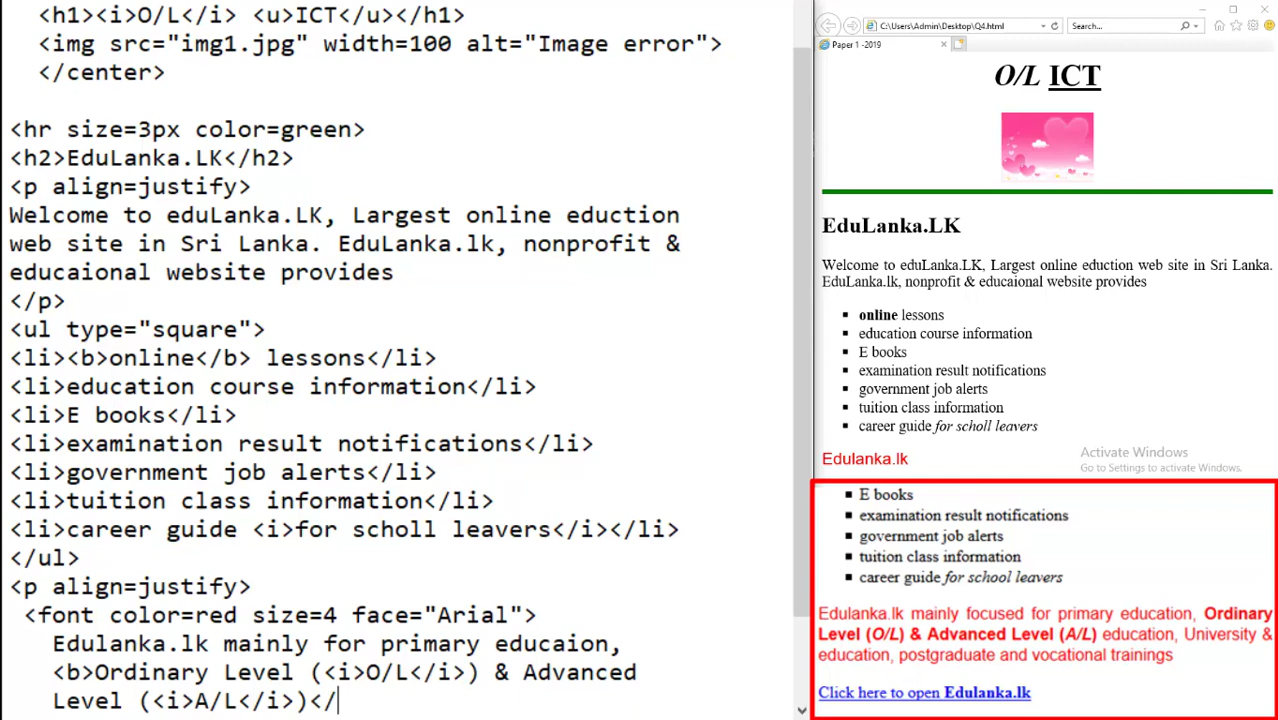 <h1><i>O/L</i> <u>ICT</u></h1>
<img src="img1.jpg" width=100 alt="Image error">
</center>
<hr size=3px color=green>
<h2>EduLanka.LK</h2>
<p align=justify>
Welcome to eduLanka.LK, Largest online eduction
web site in Sri Lanka. EduLanka.lk, nonprofit &
educaional website provides
</p>
<ul type="square">
<li><b>online</b> lessons</li>
<li>education course information</li>
<li>E books</li>
<li>examination result notifications</li>
<li>government job alerts</li>
<li>tuition class information</li>
<li>career guide <i>for scholl leavers</i></li>
</ul>
<p align=justify>
<font color=red size=4 face="Arial">
Edulanka.lk mainly for primary educaion,
<b>Ordinary Level (<i>O/L</i>) & Advanced
Level (<i>A/L</i>)</
C:\Users\Admin\Desktop\Q4.html
Search...
Paper 1 -2019
O/L ICT
EduLanka.LK
Welcome to eduLanka.LK, Largest online eduction web site in Sri Lanka.
EduLanka.lk, nonprofit & educaional website provides
online lessons
education course information
E books
examination result notifications
government job alerts
tuition class information
career guide for scholl leavers
Edulanka.lk
Activate Windows
Go to Settings to activate Windows.
E books
examination result notifications
government job alerts
tuition class information
career guide for school leavers
Edulanka.lk mainly focused for primary education, Ordinary
Level (O/L) & Advanced Level (A/L) education, University &
education, postgraduate and vocational trainings
Click here to open Edulanka.lk